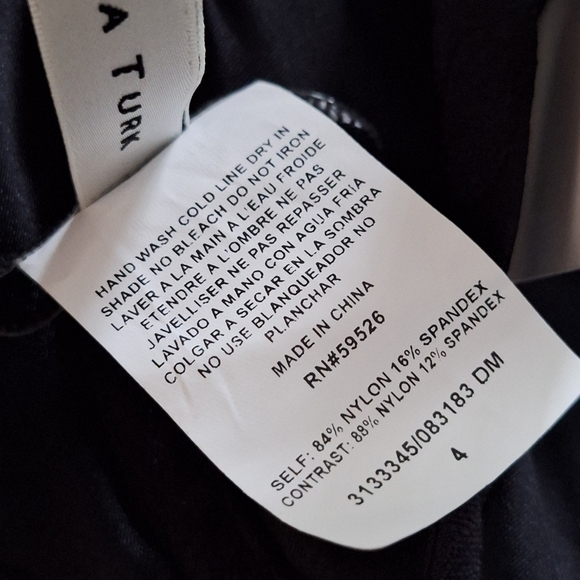 A TURK
HAND WASH COLD LINE DRY IN
SHADE NO BLEACH DO NOT IRON
LAVER A LA MAIN A L'EAU FROIDE
ETENDRE A L'OMBRE NE PAS
JAVELLISER NE PAS REPASSER
LAVADO A MANO CON AGUA FRIA
COLGAR A SECAR EN LA SOMBRA
NO USE BLANQUEADOR NO
PLANCHAR
MADE IN CHINA
RN#59526
SELF: 84% NYLON 16% SPANDEX
CONTRAST: 88% NYLON 12% SPANDEX
3133345/083183 DM
4